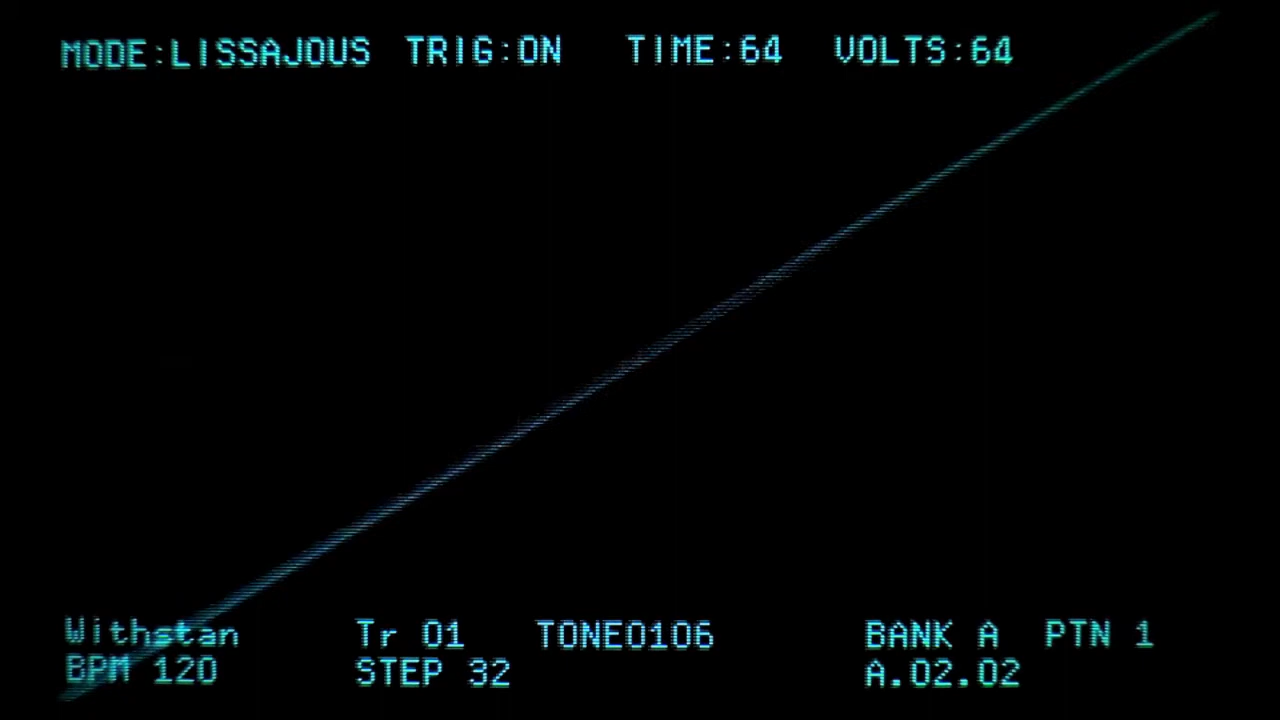 MODE:LISSAJOUS TRIG:ON TIME:64 VOLTS:64
Withstan Tr 01 TONE0106 BANK A PTN 1
BPM 120 STEP 32 A.02.02